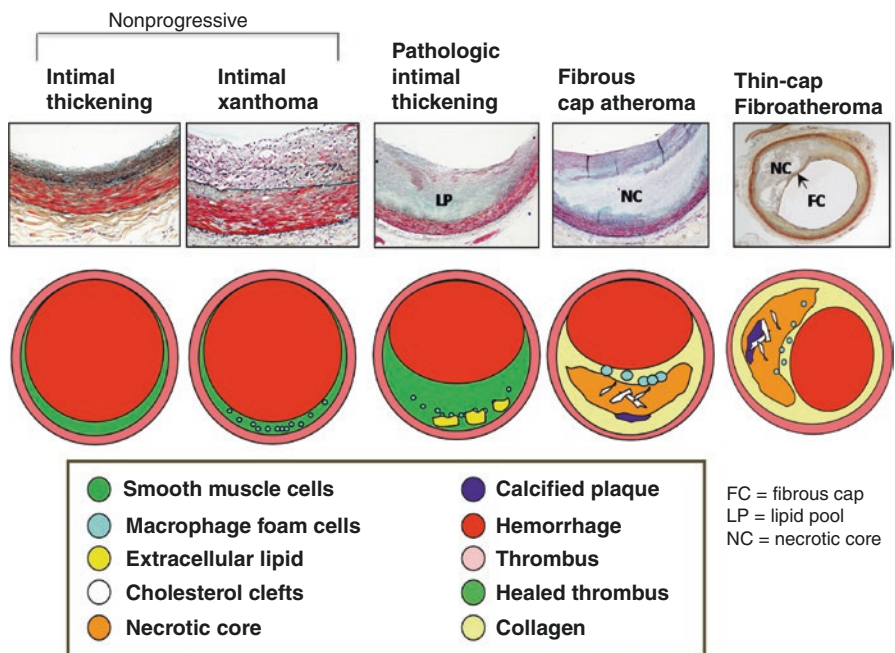 Nonprogressive
Intimal
thickening
Intimal
xanthoma
Pathologic
intimal
thickening
Fibrous
cap atheroma
Thin-cap
Fibroatheroma
LP
NC
NC
FC
Smooth muscle cells
Macrophage foam cells
Extracellular lipid
Cholesterol clefts
Necrotic core
Calcified plaque
Hemorrhage
Thrombus
Healed thrombus
Collagen
FC = fibrous cap
LP = lipid pool
NC = necrotic core